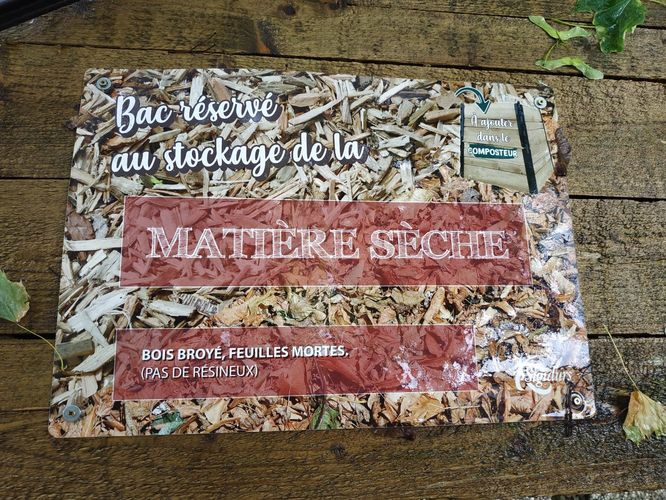 Bac réservé
au stockage de la
À ajouter
dans le
COMPOSTEUR
MATIÈRE SÈCHE
BOIS BROYÉ, FEUILLES MORTES.
(PAS DE RÉSINEUX)